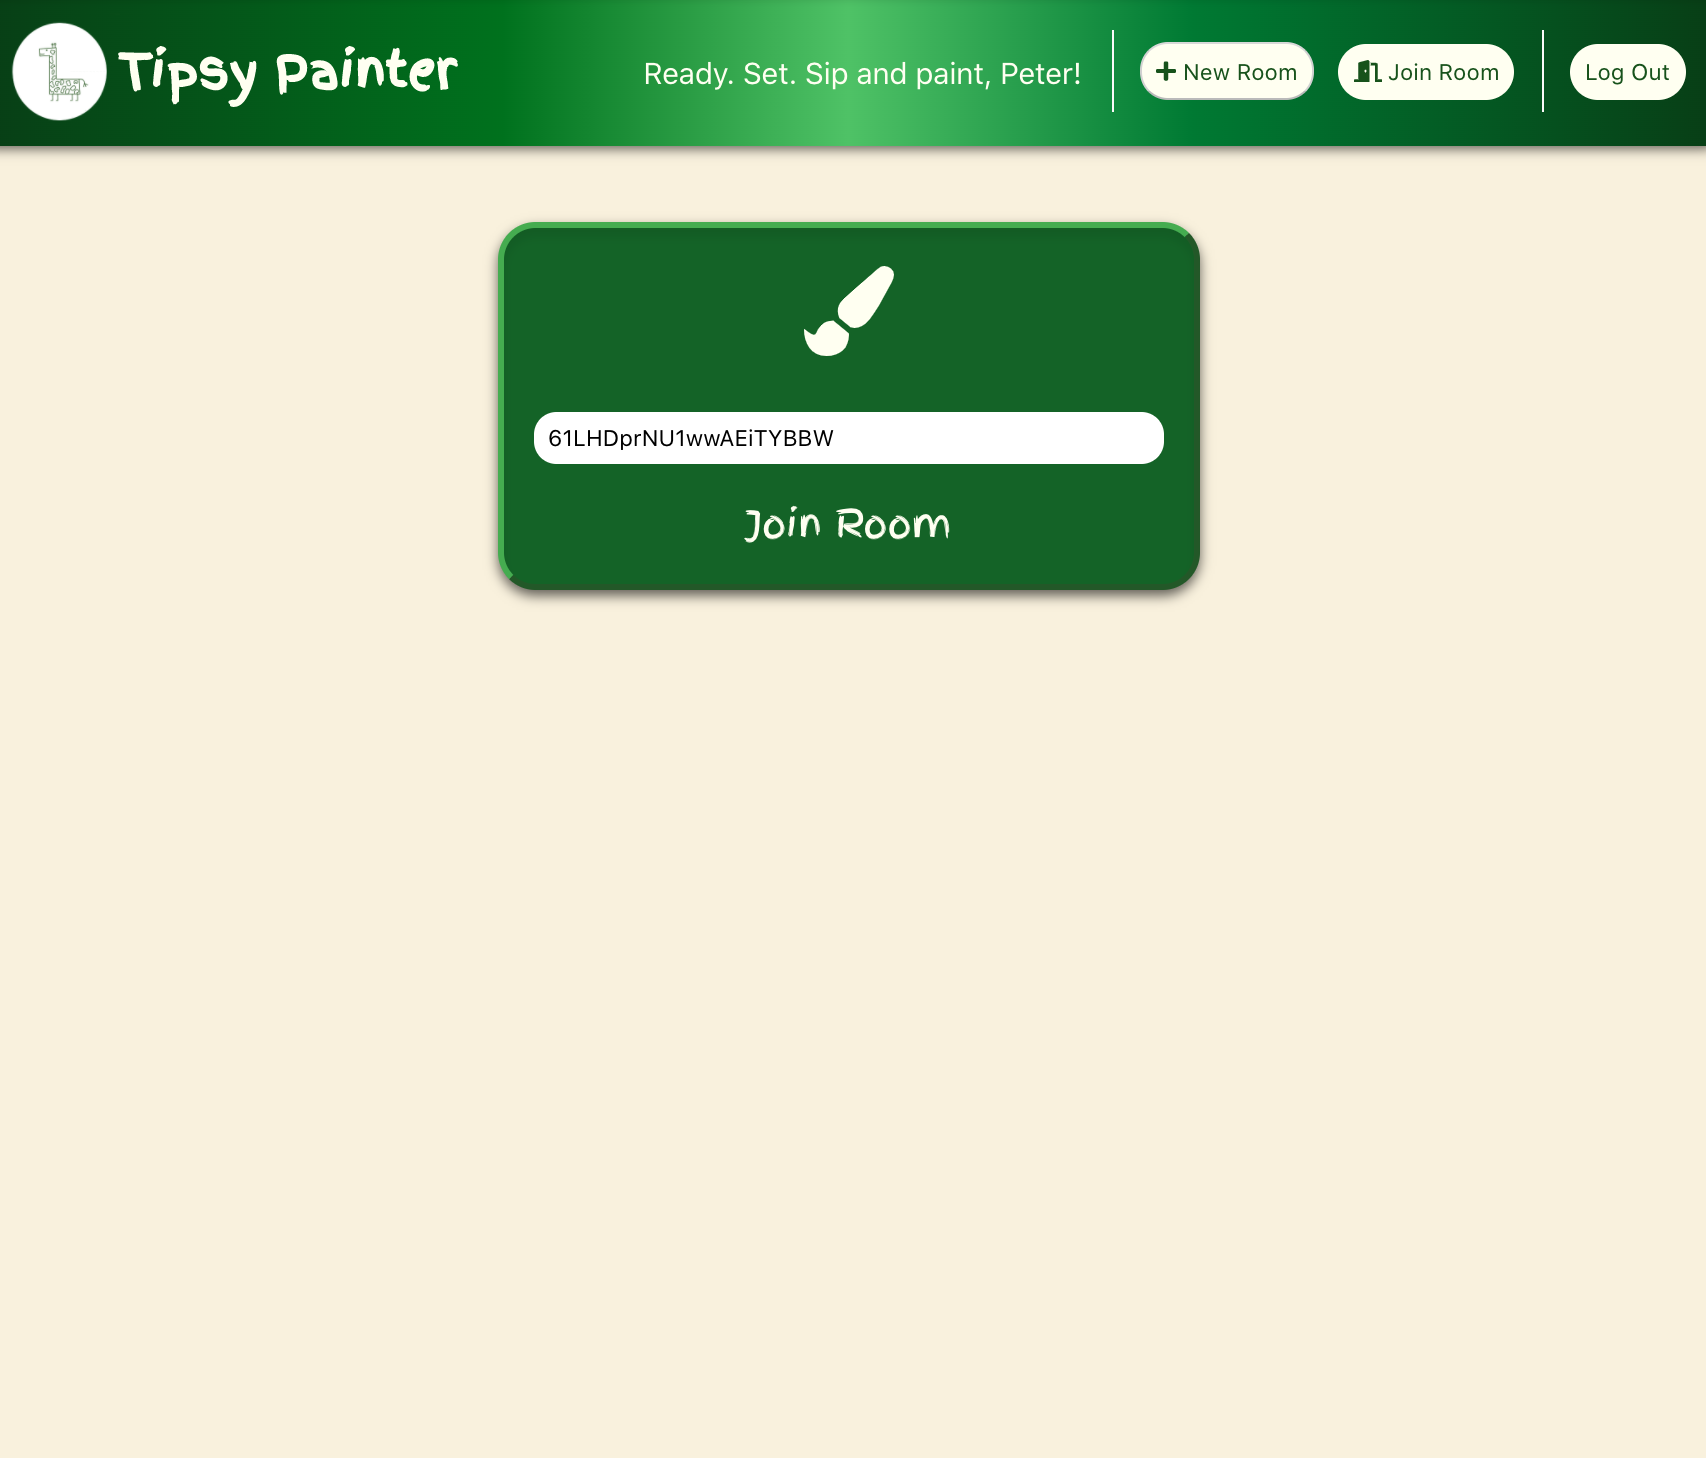 Tipsy Painter
Ready. Set. Sip and paint, Peter!
New Room
Join Room
Log Out
61LHDprNU1wwAEiTYBBW
Join Room